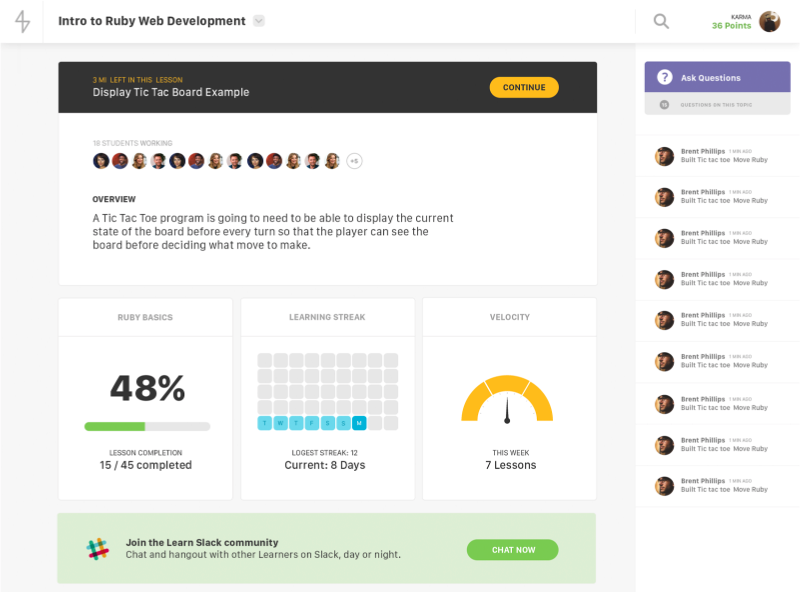 Intro to Ruby Web Development
KARMA
36 Points
3 MI LEFT IN THIS LESSON
Display Tic Tac Board Example
CONTINUE
18 STUDENTS WORKING
+5
OVERVIEW
A Tic Tac Toe program is going to need to be able to display the current
state of the board before every turn so that the player can see the
board before deciding what move to make.
RUBY BASICS
48%
LESSON COMPLETION
15 / 45 completed
LEARNING STREAK
T W T F S S M
LOGEST STREAK: 12
Current: 8 Days
VELOCITY
THIS WEEK
7 Lessons
Join the Learn Slack community
Chat and hangout with other Learners on Slack, day or night.
CHAT NOW
? Ask Questions
QUESTIONS ON THIS TOPIC
Brent Phillips 1 MIN AGO
Built Tic tac toe Move Ruby
Brent Phillips 1 MIN AGO
Built Tic tac toe Move Ruby
Brent Phillips 1 MIN AGO
Built Tic tac toe Move Ruby
Brent Phillips 1 MIN AGO
Built Tic tac toe Move Ruby
Brent Phillips 1 MIN AGO
Built Tic tac toe Move Ruby
Brent Phillips 1 MIN AGO
Built Tic tac toe Move Ruby
Brent Phillips 1 MIN AGO
Built Tic tac toe Move Ruby
Brent Phillips 1 MIN AGO
Built Tic tac toe Move Ruby
Brent Phillips 1 MIN AGO
Built Tic tac toe Move Ruby